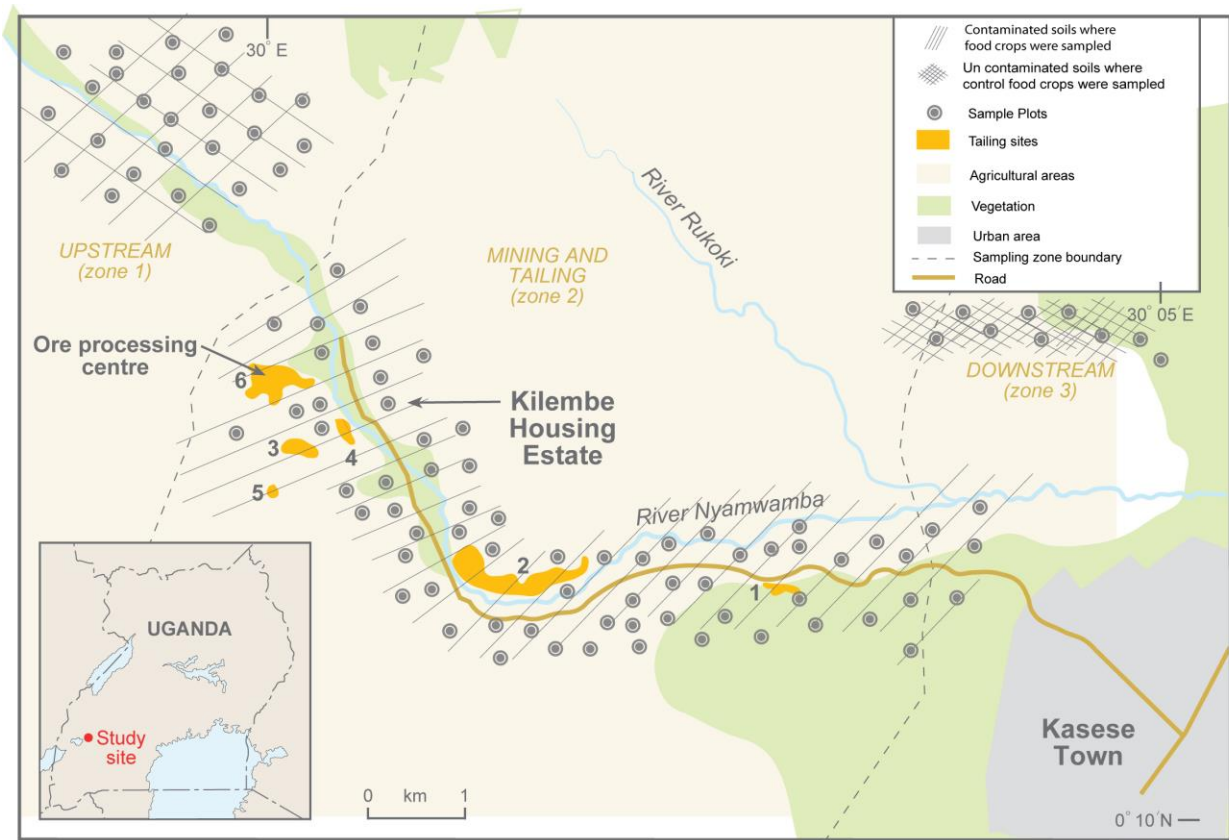 30° E
Contaminated soils where
food crops were sampled
Un contaminated soils where
control food crops were sampled
Sample Plots
Tailing sites
Agricultural areas
Vegetation
Urban area
Sampling zone boundary
Road
30° 05′E
UPSTREAM
(zone 1)
MINING AND
TAILING
(zone 2)
River Rukoki
DOWNSTREAM
(zone 3)
Ore processing
centre
6
3
4
5
Kilembe
Housing
Estate
River Nyamwamba
2
1
UGANDA
Study
site
0 km 1
Kasese
Town
0° 10′N